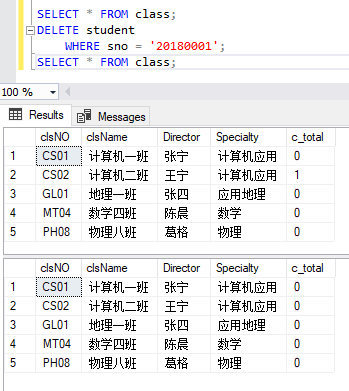 SELECT * FROM class;
DELETE student
WHERE sno = '20180001';
SELECT * FROM class;
100 %
Results Messages
clsNO clsName Director Specialty c_total
1 CS01 计算机一班 张宁 计算机应用 0
2 CS02 计算机二班 王宁 计算机应用 1
3 GL01 地理一班 张四 应用地理 0
4 MT04 数学四班 陈晨 数学 0
5 PH08 物理八班 葛格 物理 0
clsNO clsName Director Specialty c_total
1 CS01 计算机一班 张宁 计算机应用 0
2 CS02 计算机二班 王宁 计算机应用 0
3 GL01 地理一班 张四 应用地理 0
4 MT04 数学四班 陈晨 数学 0
5 PH08 物理八班 葛格 物理 0